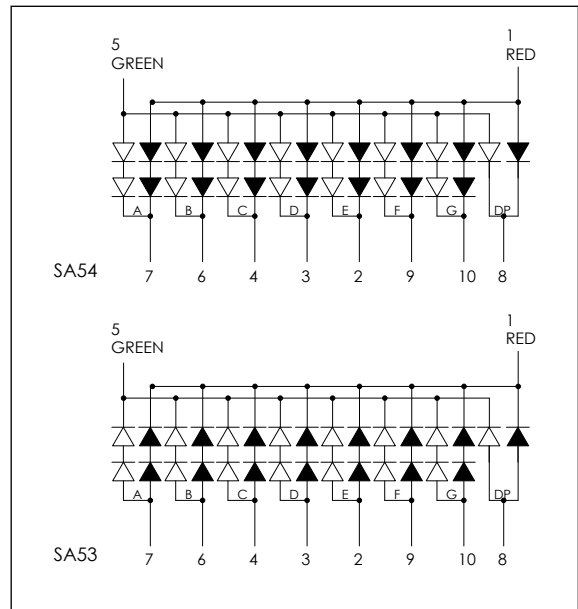 5
GREEN
1
RED
A B C D E F G DP
SA54 7 6 4 3 2 9 10 8
5
GREEN
1
RED
A B C D E F G DP
SA53 7 6 4 3 2 9 10 8